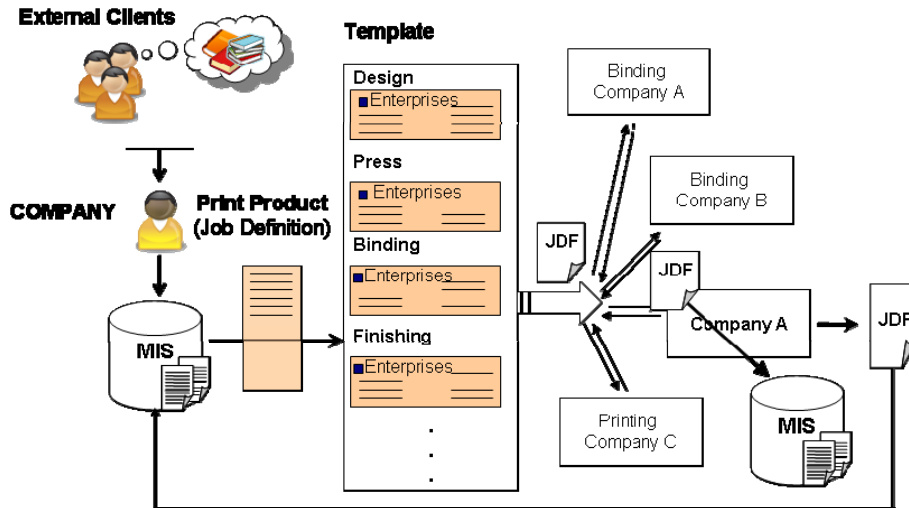 External Clients
COMPANY
Print Product
(Job Definition)
MIS
Template
Design
Enterprises
Press
Enterprises
Binding
Enterprises
Finishing
Enterprises
JDF
Binding
Company A
Binding
Company B
JDF
Company A
JDF
Printing
Company C
MIS